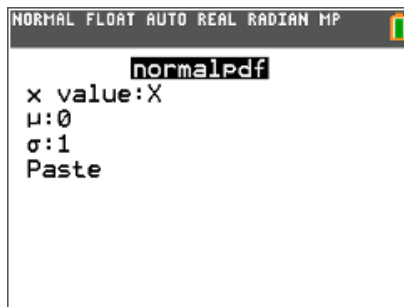 NORMAL FLOAT AUTO REAL RADIAN MP
normalpdf
x value:X
μ:0
σ:1
Paste